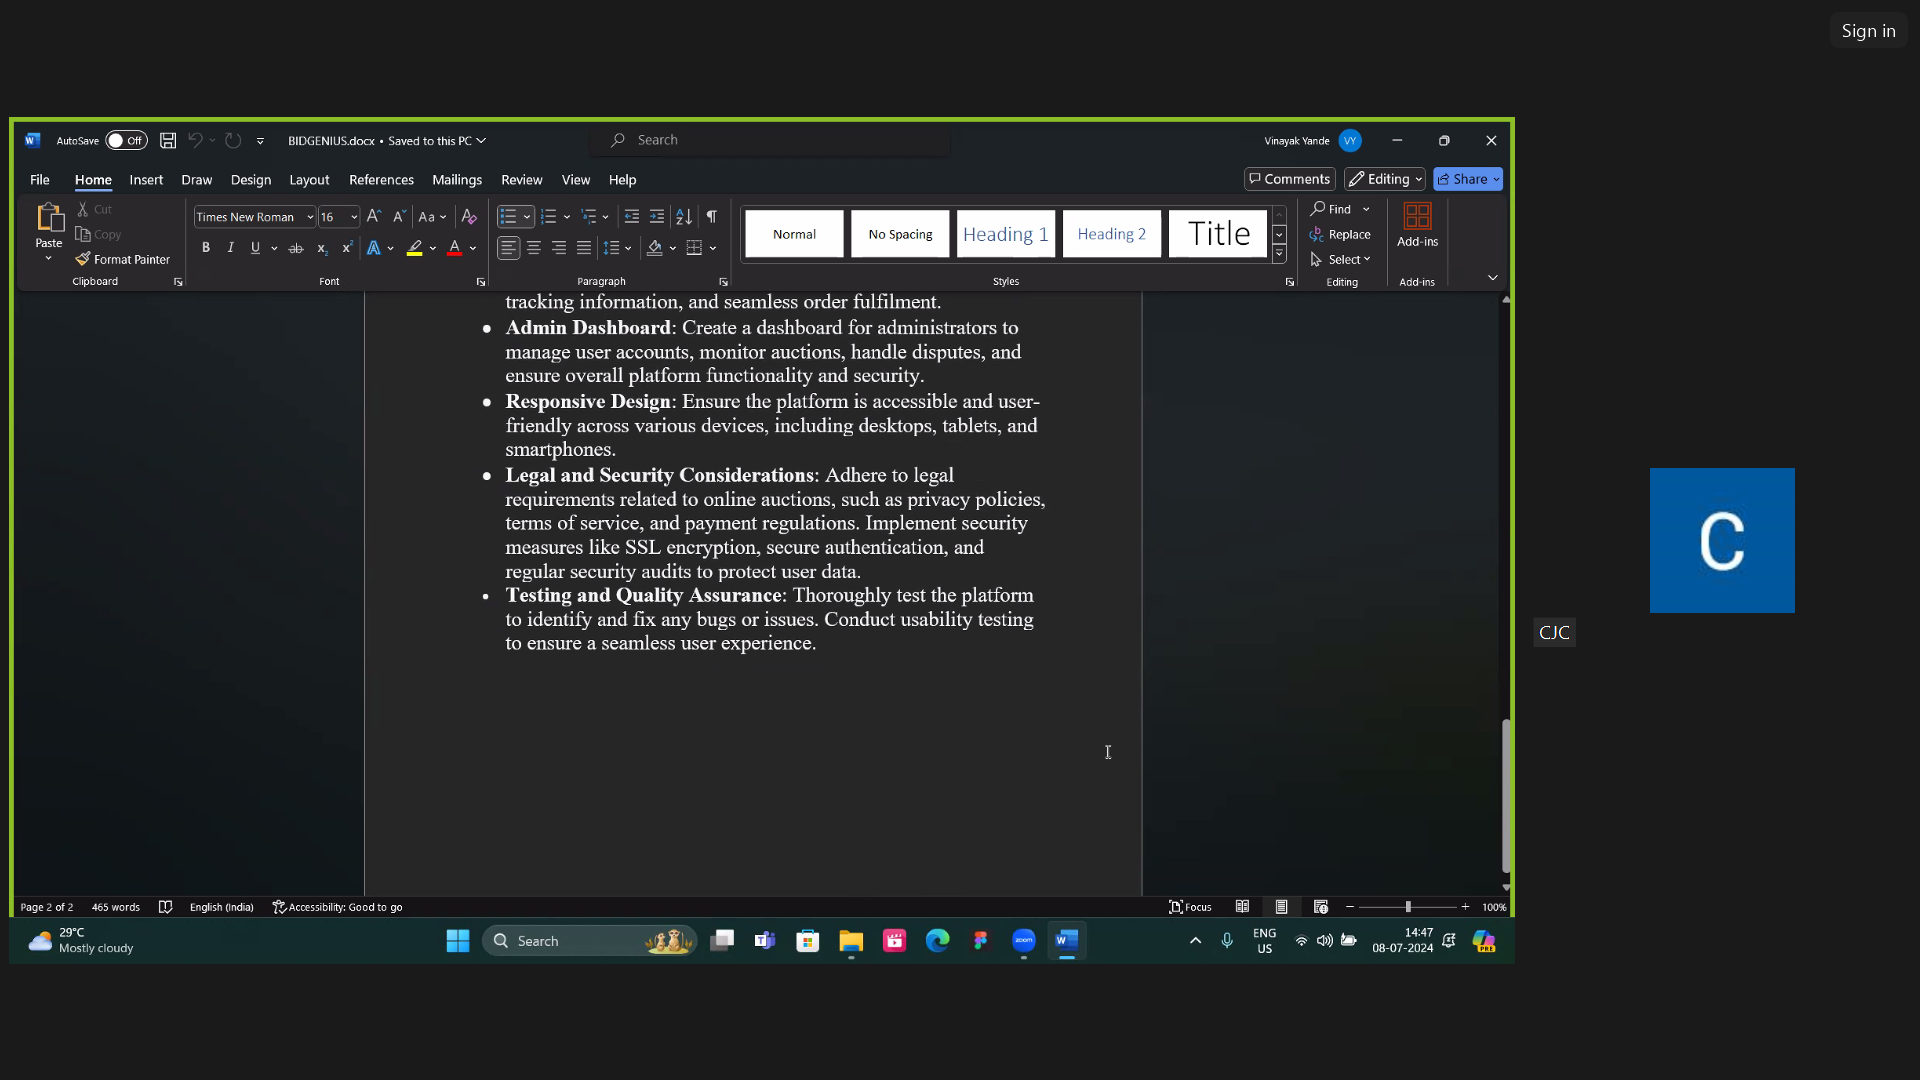 Sign in
AutoSave Off
BIDGENIUS.docx • Saved to this PC
Search
Vinayak Yande VY
File Home Insert Draw Design Layout References Mailings Review View Help
Comments Editing Share
Paste
Cut
Copy
Format Painter
Clipboard
Times New Roman 16
Font
Paragraph
Normal
No Spacing
Heading 1
Heading 2
Title
Styles
Find
Replace
Select
Editing
Add-ins
Add-ins
tracking information, and seamless order fulfilment.
• Admin Dashboard: Create a dashboard for administrators to
manage user accounts, monitor auctions, handle disputes, and
ensure overall platform functionality and security.
• Responsive Design: Ensure the platform is accessible and user-
friendly across various devices, including desktops, tablets, and
smartphones.
• Legal and Security Considerations: Adhere to legal
requirements related to online auctions, such as privacy policies,
terms of service, and payment regulations. Implement security
measures like SSL encryption, secure authentication, and
regular security audits to protect user data.
• Testing and Quality Assurance: Thoroughly test the platform
to identify and fix any bugs or issues. Conduct usability testing
to ensure a seamless user experience.
C
CJC
Page 2 of 2 465 words English (India) Accessibility: Good to go
Focus 100%
29°C
Mostly cloudy
Search
zoom
ENG
US
14:47
08-07-2024
PRE